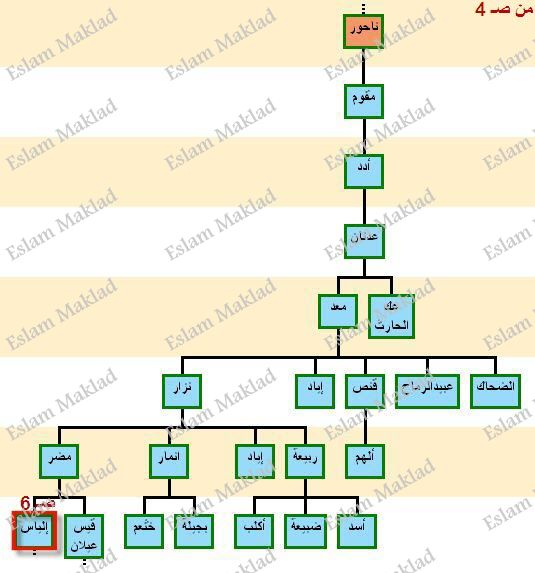 من صـ 4
ناحور
مقوم
أدد
عدنان
معد
عك
الحارث
نزار
إياد
قنص
عبيدالرماح
الضحاك
مضر
انمار
إياد
ربيعة
ألهم
صـ 6
إلياس
قيس
عيلان
خثعم
بجيلة
أكلب
ضبيعة
أسد
Eslam Maklad